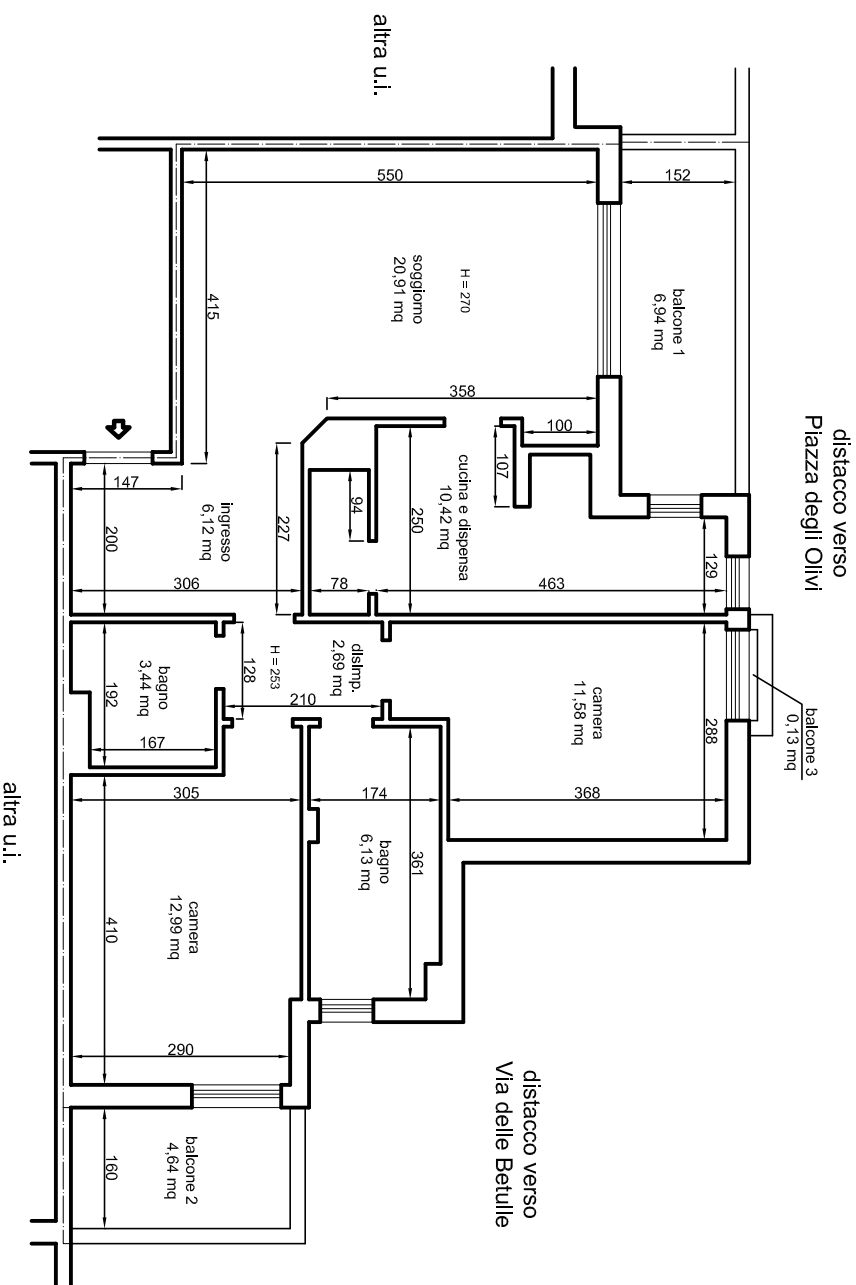 altra u.i.
550
152
H = 270
soggiorno
20,91 mq
415
balcone 1
6,94 mq
distacco verso
Piazza degli Olivi
358
100
107
147
200
ingresso
6,12 mq
227
94
250
cucina e dispensa
10,42 mq
129
306
78
463
bagno
3,44 mq
192
128
H = 253
disimp.
2,69 mq
210
camera
11,58 mq
288
balcone 3
0,13 mq
167
altra u.i.
305
174
368
bagno
6,13 mq
361
camera
12,99 mq
410
290
distacco verso
Via delle Betulle
balcone 2
4,64 mq
160